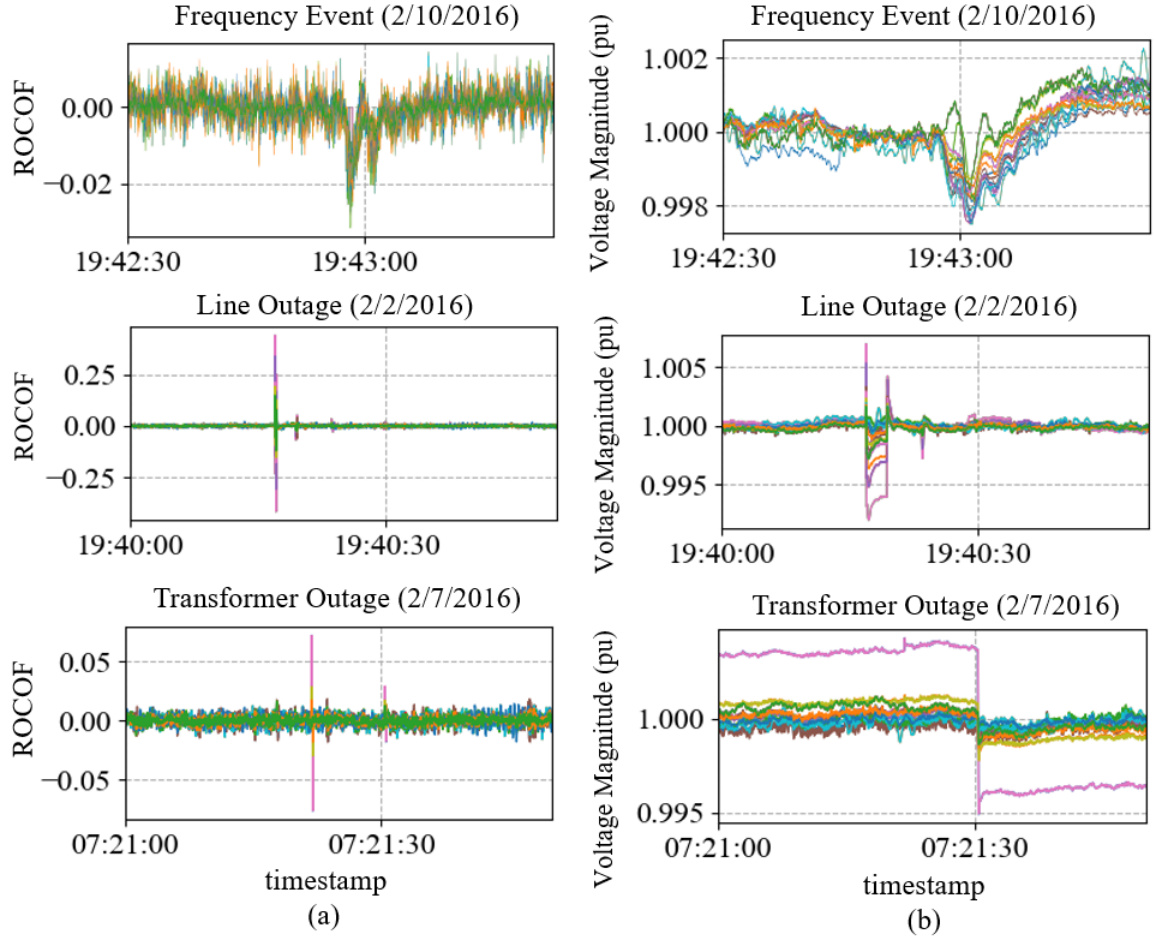 Frequency Event (2/10/2016)
ROCOF
0.00
−0.02
19:42:30
19:43:00
Frequency Event (2/10/2016)
Voltage Magnitude (pu)
1.002
1.000
0.998
19:42:30
19:43:00
Line Outage (2/2/2016)
ROCOF
0.25
0.00
−0.25
19:40:00
19:40:30
Line Outage (2/2/2016)
Voltage Magnitude (pu)
1.005
1.000
0.995
19:40:00
19:40:30
Transformer Outage (2/7/2016)
ROCOF
0.05
0.00
−0.05
07:21:00
07:21:30
timestamp
(a)
Transformer Outage (2/7/2016)
Voltage Magnitude (pu)
1.000
0.995
07:21:00
07:21:30
timestamp
(b)